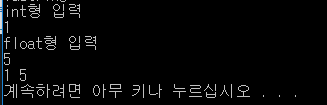 int형 입력
1
float형 입력
5
1 5
계속하려면 아무 키나 누르십시오 . . .